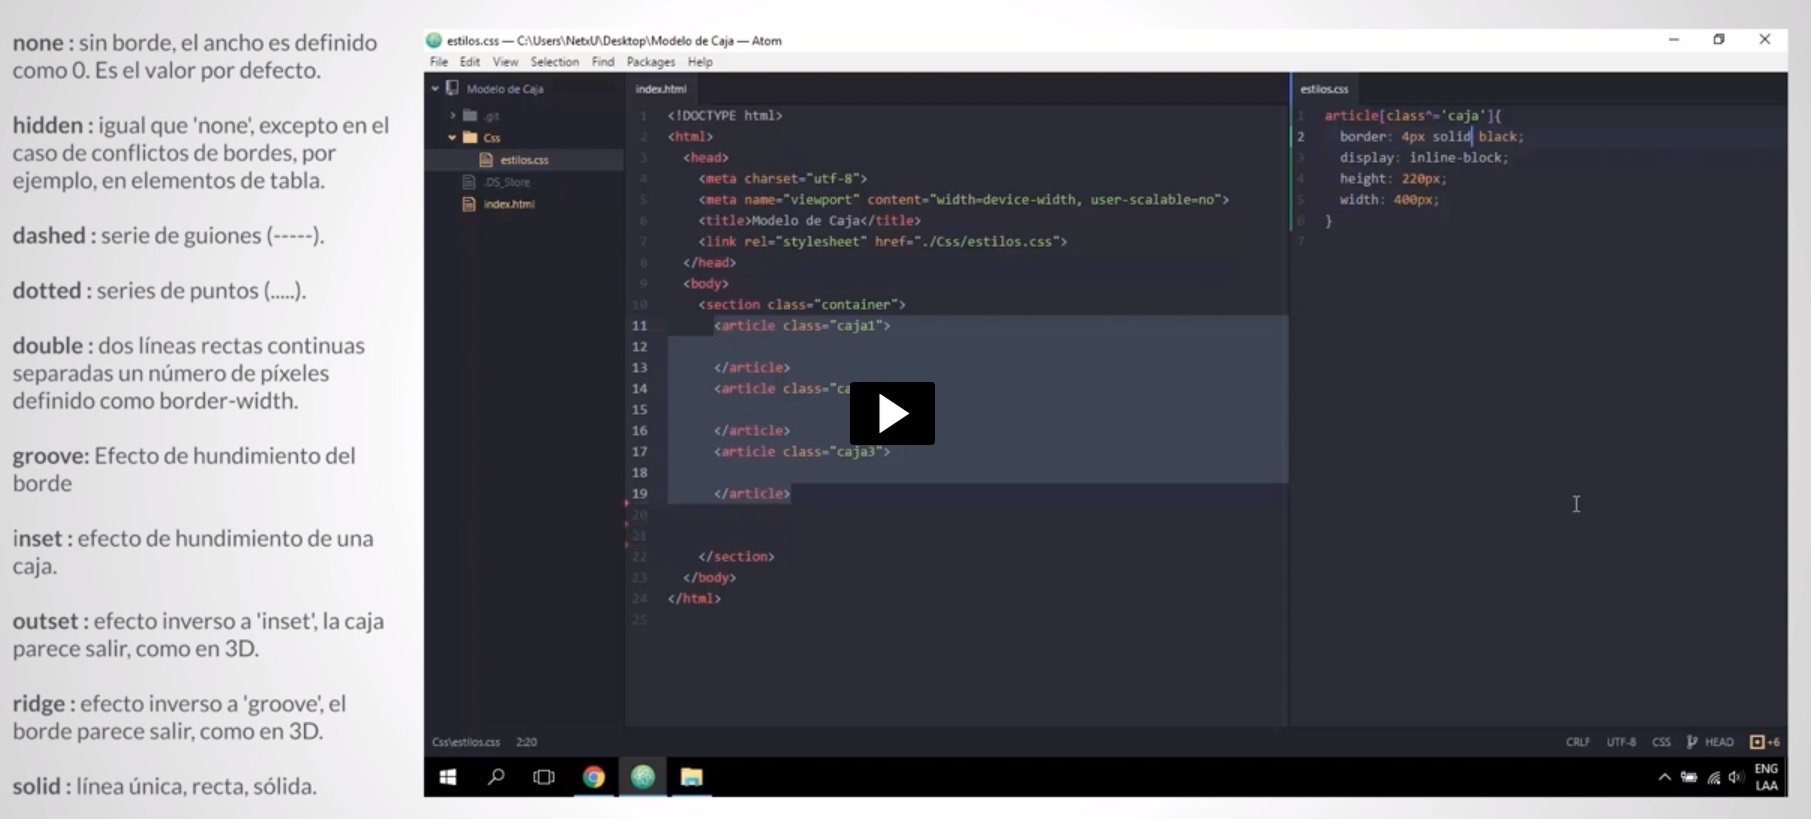 none : sin borde, el ancho es definido
como 0. Es el valor por defecto.
hidden : igual que 'none', excepto en el
caso de conflictos de bordes, por
ejemplo, en elementos de tabla.
dashed : serie de guiones (-----).
dotted : series de puntos (.....).
double : dos líneas rectas continuas
separadas un número de píxeles
definido como border-width.
groove: Efecto de hundimiento del
borde
inset : efecto de hundimiento de una
caja.
outset : efecto inverso a 'inset', la caja
parece salir, como en 3D.
ridge : efecto inverso a 'groove', el
borde parece salir, como en 3D.
solid : línea única, recta, sólida.
estilos.css — C:\Users\NetxU\Desktop\Modelo de Caja — Atom
File Edit View Selection Find Packages Help
Modelo de Caja
.git
Css
estilos.css
.DS_Store
index.html
index.html
1 <!DOCTYPE html>
2 <html>
3 <head>
4 <meta charset="utf-8">
5 <meta name="viewport" content="width=device-width, user-scalable=no">
6 <title>Modelo de Caja</title>
7 <link rel="stylesheet" href="./Css/estilos.css">
8 </head>
9 <body>
10 <section class="container">
11 <article class="caja1">
12
13 </article>
14 <article class="ca
15
16 </article>
17 <article class="caja3">
18
19 </article>
20
21
22 </section>
23 </body>
24 </html>
25
estilos.css
1 article[class^='caja']{
2 border: 4px solid black;
3 display: inline-block;
4 height: 220px;
5 width: 400px;
6 }
7
Css\estilos.css 2:20
CRLF UTF-8 CSS HEAD +6
ENG
LAA